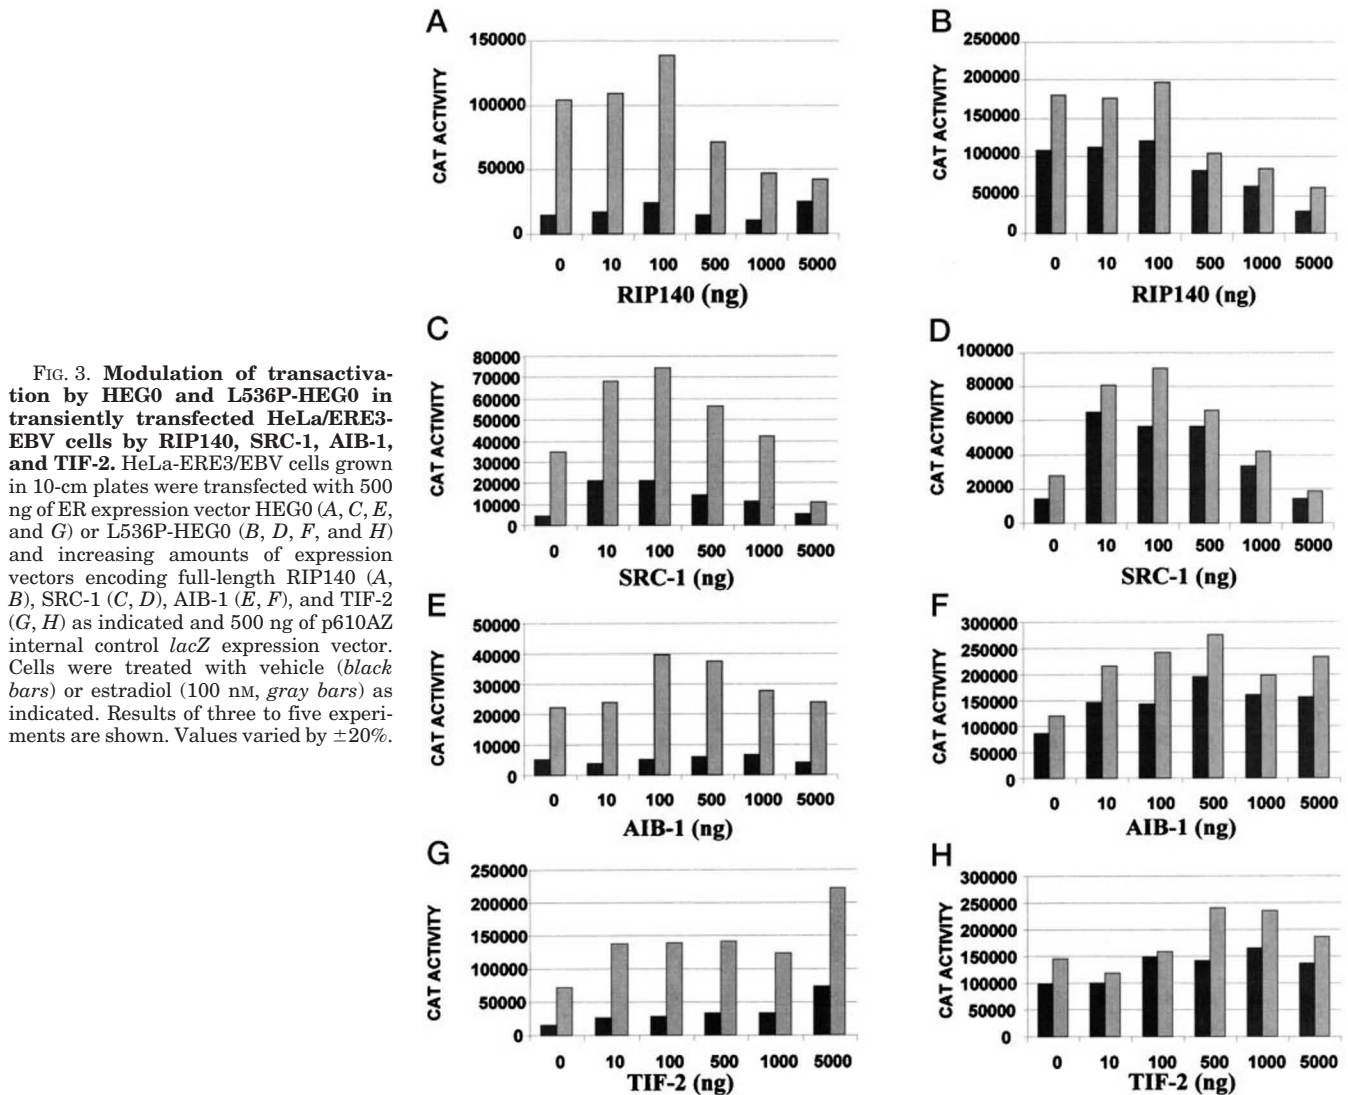 A
150000
100000
50000
0
CAT ACTIVITY
0 10 100 500 1000 5000
RIP140 (ng)
B
250000
200000
150000
100000
50000
0
CAT ACTIVITY
0 10 100 500 1000 5000
RIP140 (ng)
C
80000
70000
60000
50000
40000
30000
20000
10000
0
CAT ACTIVITY
0 10 100 500 1000 5000
SRC-1 (ng)
D
100000
80000
60000
40000
20000
0
CAT ACTIVITY
0 10 100 500 1000 5000
SRC-1 (ng)
FIG. 3. Modulation of transactiva-
tion by HEG0 and L536P-HEG0 in
transiently transfected HeLa/ERE3-
EBV cells by RIP140, SRC-1, AIB-1,
and TIF-2. HeLa-ERE3/EBV cells grown
in 10-cm plates were transfected with 500
ng of ER expression vector HEG0 (A, C, E,
and G) or L536P-HEG0 (B, D, F, and H)
and increasing amounts of expression
vectors encoding full-length RIP140 (A,
B), SRC-1 (C, D), AIB-1 (E, F), and TIF-2
(G, H) as indicated and 500 ng of p610AZ
internal control lacZ expression vector.
Cells were treated with vehicle (black
bars) or estradiol (100 nM, gray bars) as
indicated. Results of three to five experi-
ments are shown. Values varied by ±20%.
E
50000
40000
30000
20000
10000
0
CAT ACTIVITY
0 10 100 500 1000 5000
AIB-1 (ng)
F
300000
250000
200000
150000
100000
50000
0
CAT ACTIVITY
0 10 100 500 1000 5000
AIB-1 (ng)
G
250000
200000
150000
100000
50000
0
CAT ACTIVITY
0 10 100 500 1000 5000
TIF-2 (ng)
H
300000
250000
200000
150000
100000
50000
0
CAT ACTIVITY
0 10 100 500 1000 5000
TIF-2 (ng)